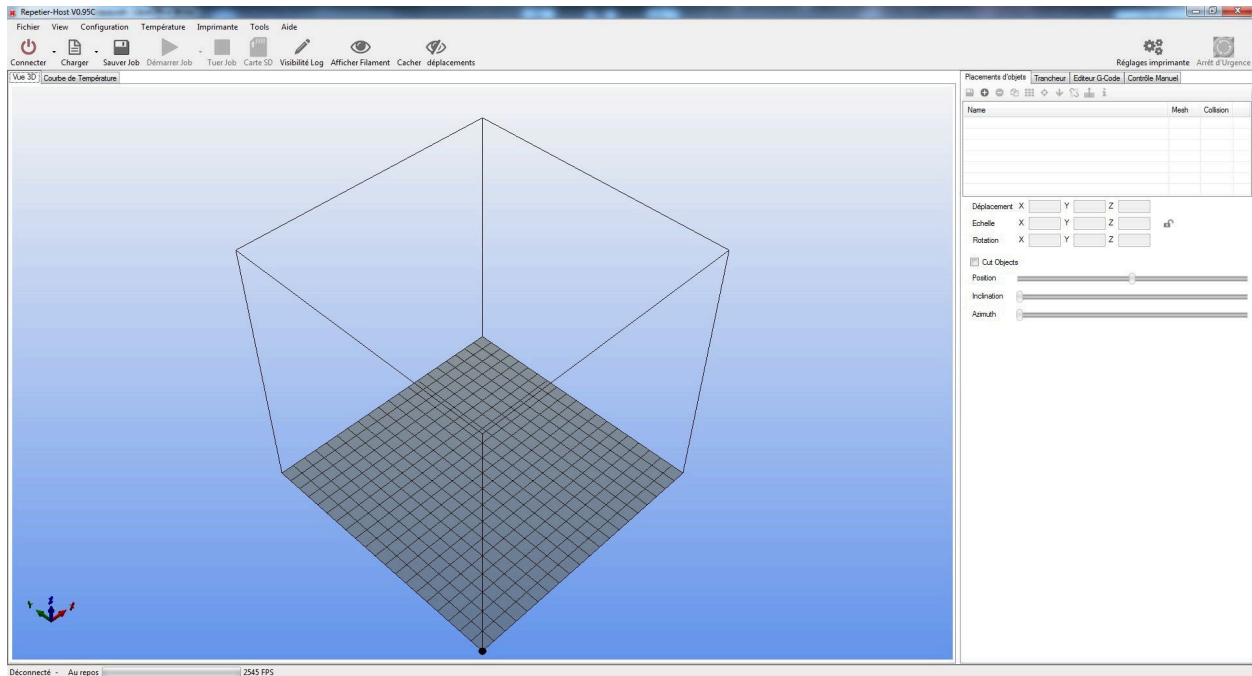 Repetier-Host V0.95C
Fichier View Configuration Température Imprimante Tools Aide
Connecter Charger Sauver Job Démarrer Job Tuer Job Carte SD Visibilité Log Afficher Filament Cacher déplacements Réglages imprimante Arrêt d'Urgence
Vue 3D Courbe de Température
Placements d'objets Trancheur Editeur G-Code Contrôle Manuel
Name Mesh Collision
Déplacement X Y Z
Echelle X Y Z
Rotation X Y Z
Cut Objects
Position
Inclination
Azimuth
Y Z X
Déconnecté - Au repos 2545 FPS